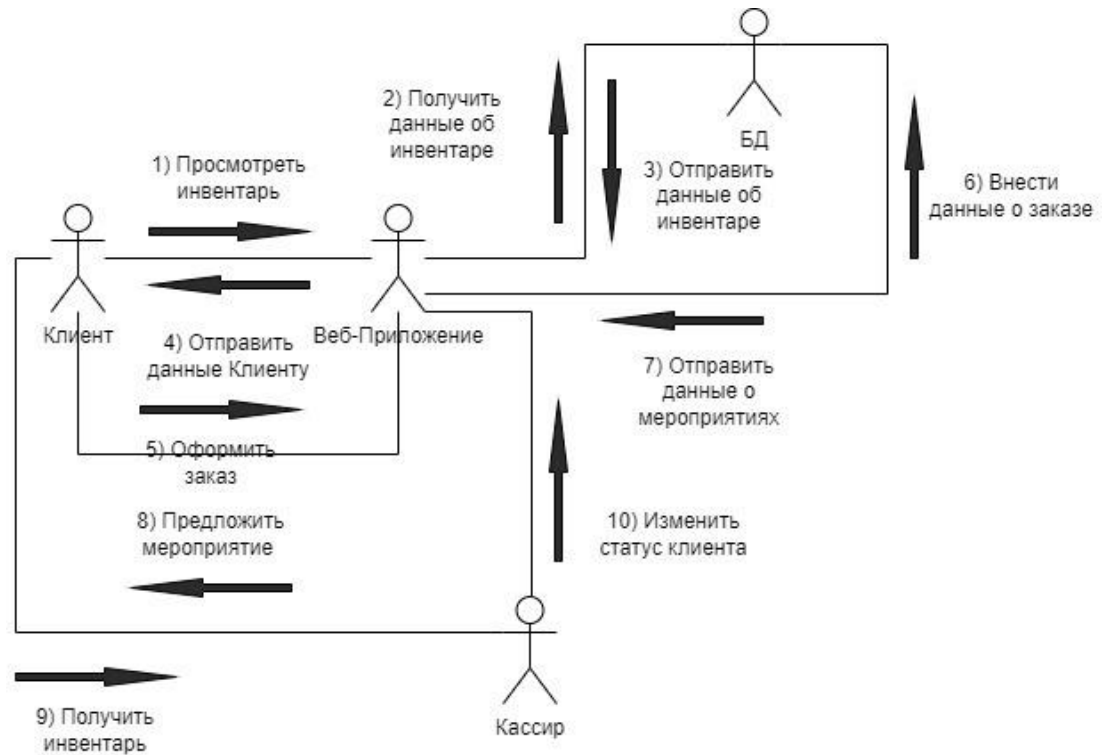 2) Получить
данные об
инвентаре
БД
1) Просмотреть
инвентарь
3) Отправить
данные об
инвентаре
6) Внести
данные о заказе
Клиент
Веб-Приложение
4) Отправить
данные Клиенту
7) Отправить
данные о
мероприятиях
5) Оформить
заказ
8) Предложить
мероприятие
10) Изменить
статус клиента
9) Получить
инвентарь
Кассир